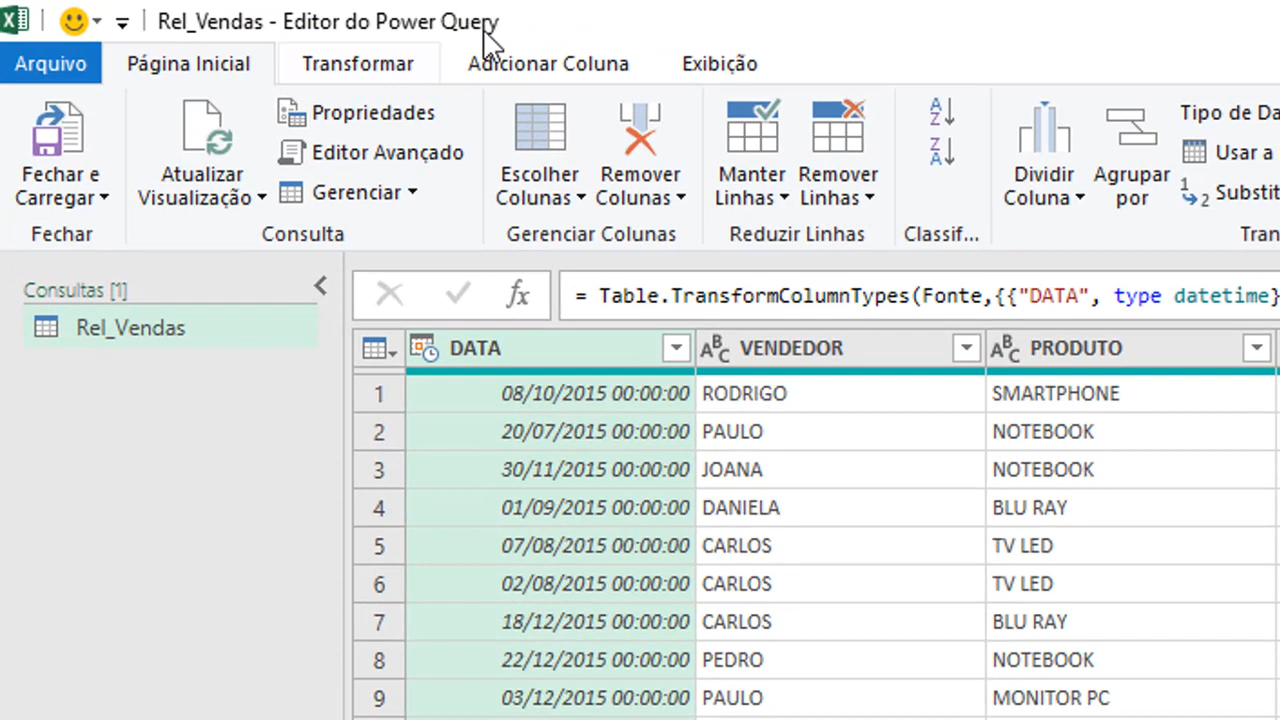 Rel_Vendas - Editor do Power Query
Arquivo Página Inicial Transformar Adicionar Coluna Exibição
Fechar e
Carregar
Fechar
Atualizar
Visualização
Propriedades
Editor Avançado
Gerenciar
Consulta
Escolher
Colunas
Remover
Colunas
Gerenciar Colunas
Manter
Linhas
Remover
Linhas
Reduzir Linhas
A
Z
Z
A
Classif...
Dividir
Coluna
Agrupar
por
Tipo de Da
Usar a
1 2 Substit
Tran
Consultas [1]
Rel_Vendas
fx = Table.TransformColumnTypes(Fonte,{{"DATA", type datetime}
DATA ABC VENDEDOR ABC PRODUTO
1 08/10/2015 00:00:00 RODRIGO SMARTPHONE
2 20/07/2015 00:00:00 PAULO NOTEBOOK
3 30/11/2015 00:00:00 JOANA NOTEBOOK
4 01/09/2015 00:00:00 DANIELA BLU RAY
5 07/08/2015 00:00:00 CARLOS TV LED
6 02/08/2015 00:00:00 CARLOS TV LED
7 18/12/2015 00:00:00 CARLOS BLU RAY
8 22/12/2015 00:00:00 PEDRO NOTEBOOK
9 03/12/2015 00:00:00 PAULO MONITOR PC